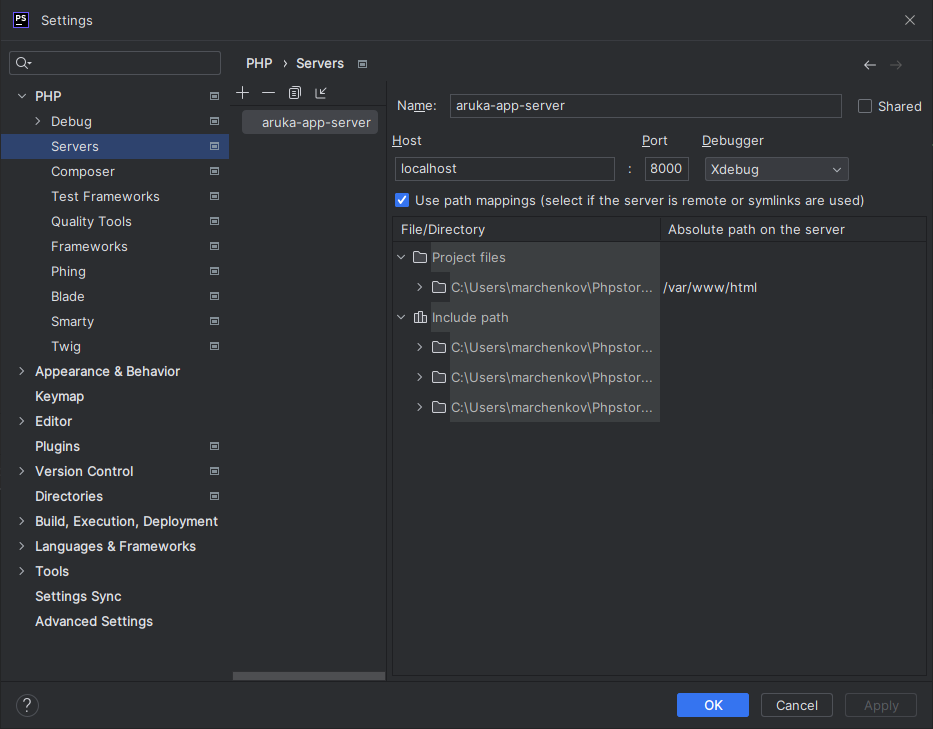 PS Settings
PHP › Servers
PHP
Debug
Servers
Composer
Test Frameworks
Quality Tools
Frameworks
Phing
Blade
Smarty
Twig
Appearance & Behavior
Keymap
Editor
Plugins
Version Control
Directories
Build, Execution, Deployment
Languages & Frameworks
Tools
Settings Sync
Advanced Settings
aruka-app-server
Name: aruka-app-server Shared
Host Port Debugger
localhost : 8000 Xdebug
Use path mappings (select if the server is remote or symlinks are used)
File/Directory Absolute path on the server
Project files
C:\Users\marchenkov\Phpstor... /var/www/html
Include path
C:\Users\marchenkov\Phpstor...
C:\Users\marchenkov\Phpstor...
C:\Users\marchenkov\Phpstor...
? OK Cancel Apply